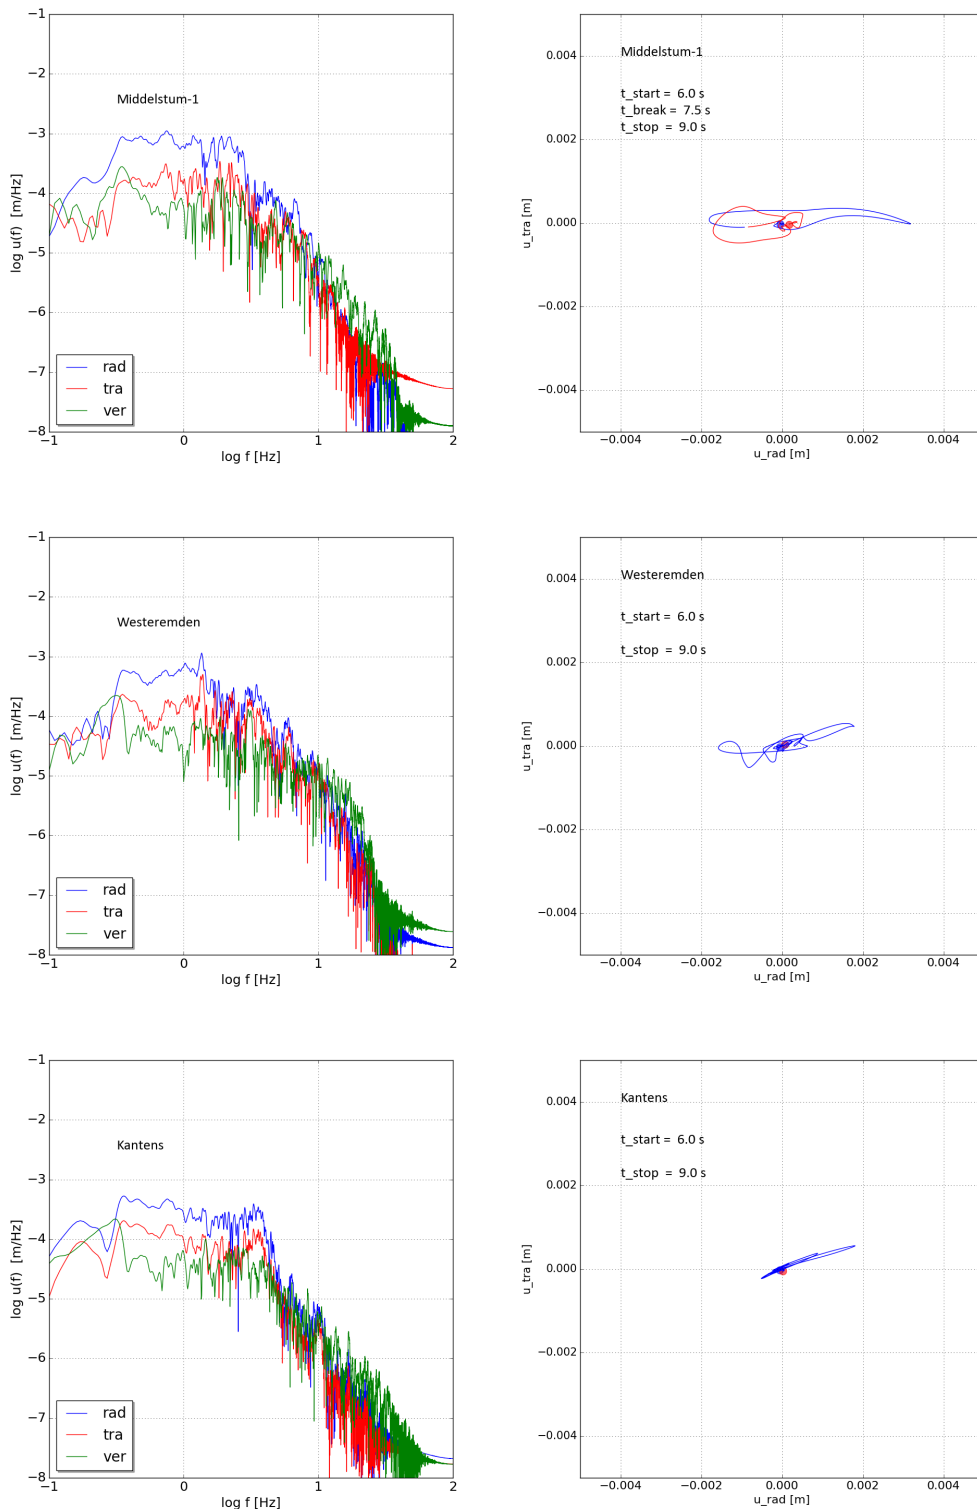 −1
−2
−3
−4
−5
−6
−7
−8
log u(f)  [m/Hz]
Middelstum-1
rad
tra
ver
−1
0
1
2
log f [Hz]
0.004
0.002
0.000
−0.002
−0.004
u_tra [m]
Middelstum-1
t_start =  6.0 s
t_break =  7.5 s
t_stop  =  9.0 s
−0.004
−0.002
0.000
0.002
0.004
u_rad [m]
−1
−2
−3
−4
−5
−6
−7
−8
log u(f)  [m/Hz]
Westeremden
rad
tra
ver
−1
0
1
2
log f [Hz]
0.004
0.002
0.000
−0.002
−0.004
u_tra [m]
Westeremden
t_start =  6.0 s
t_stop  =  9.0 s
−0.004
−0.002
0.000
0.002
0.004
u_rad [m]
−1
−2
−3
−4
−5
−6
−7
−8
log u(f)  [m/Hz]
Kantens
rad
tra
ver
−1
0
1
2
log f [Hz]
0.004
0.002
0.000
−0.002
−0.004
u_tra [m]
Kantens
t_start =  6.0 s
t_stop  =  9.0 s
−0.004
−0.002
0.000
0.002
0.004
u_rad [m]